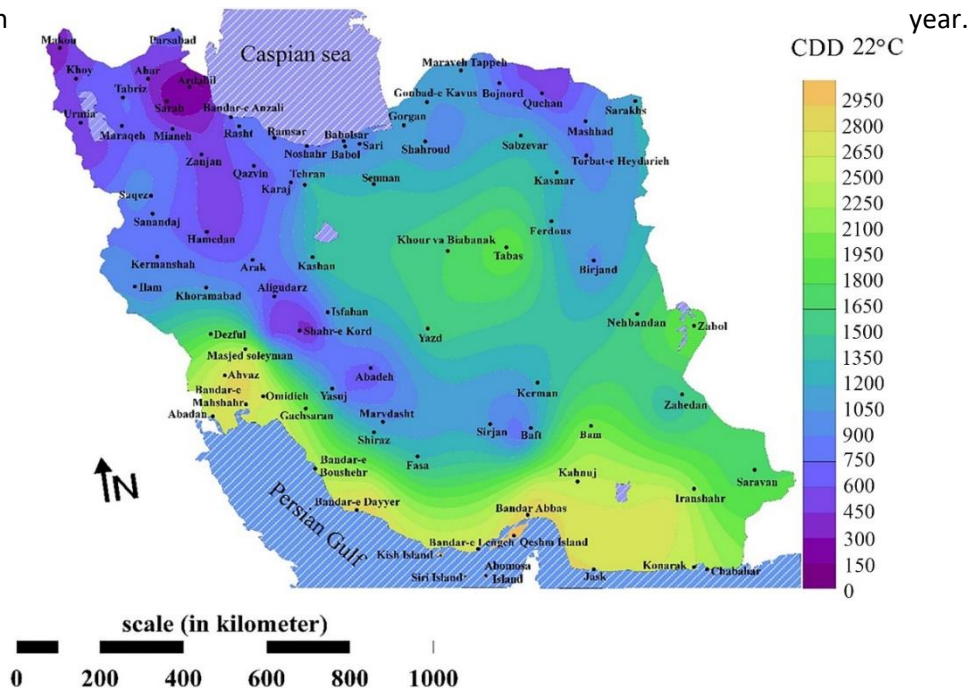 n
year.
CDD 22°C
2950
2800
2650
2500
2250
2100
1950
1800
1650
1500
1350
1200
1050
900
750
600
450
300
150
0
Caspian sea
Makou
Parsabad
Khoy
Ahar
Ardabil
Tabriz
Sarab
Urmia
Maraqeh
Mianeh
Bandar-e Anzali
Rasht
Ramsar
Zanjan
Noshahr
Babolsar
Babol
Sari
Qazvin
Karaj
Tehran
Semnan
Maraveh Tappeh
Gonbad-e Kavus
Bojnord
Quchan
Sarakhs
Gorgan
Mashhad
Shahroud
Sabzevar
Torbat-e Heydarieh
Kasmar
Saqez
Sanandaj
Hamedan
Kermanshah
Arak
Kashan
Ilam
Khoramabad
Aligudarz
Khour va Biabanak
Tabas
Ferdous
Birjand
Isfahan
Shahr-e Kord
Yazd
Nehbandan
Zabol
Dezful
Masjed soleyman
Ahvaz
Bandar-e
Mahshahr
Omidieh
Abadan
Gachsaran
Yasuj
Abadeh
Marvdasht
Shiraz
Kerman
Sirjan
Baft
Zahedan
Bam
Fasa
Bandar-e
Boushehr
Bandar-e Dayyer
Kahnuj
Iranshahr
Saravan
Bandar Abbas
Bandar-e Lengeh
Qeshm Island
Kish Island
Siri Island
Abomosa
Island
Jask
Konarak
Chabahar
Persian Gulf
N
scale (in kilometer)
0 200 400 600 800 1000